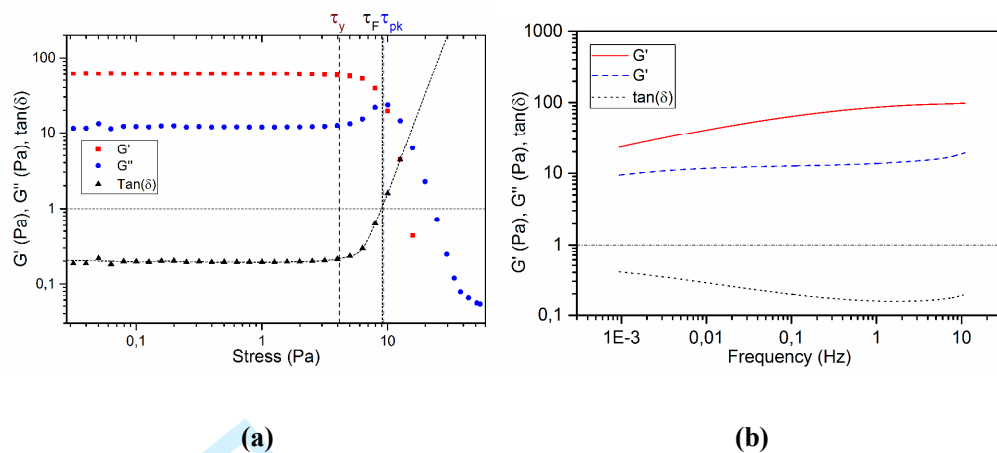 τy τF τpk
100
10
1
0,1
G' (Pa), G'' (Pa), tan(δ)
G'
G''
Tan(δ)
0,1 1 10
Stress (Pa)
(a)
1000
100
10
1
0,1
G' (Pa), G'' (Pa), tan(δ)
G'
G'
tan(δ)
1E-3 0,01 0,1 1 10
Frequency (Hz)
(b)